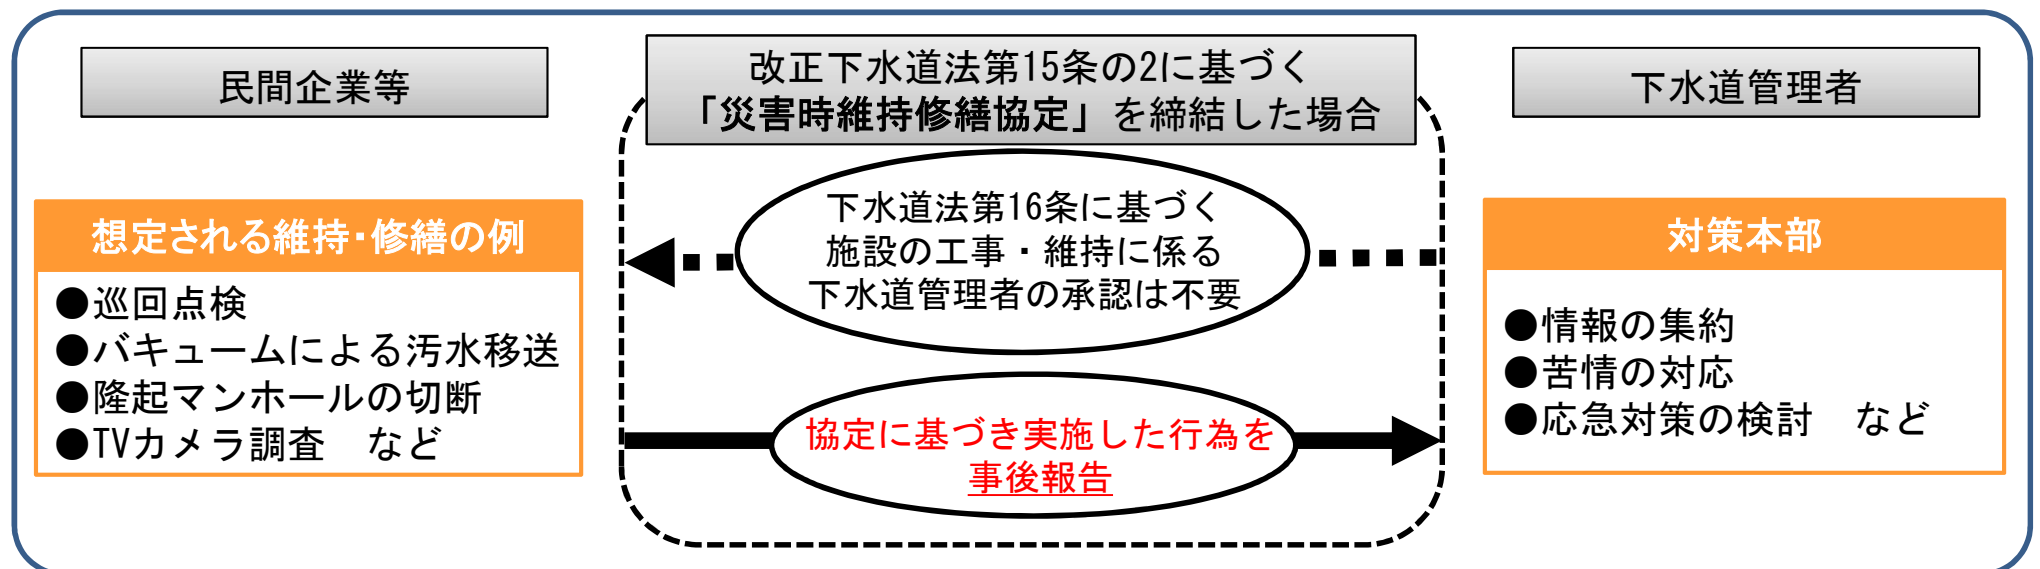 民間企業等
改正下水道法第15条の2に基づく
「災害時維持修繕協定」を締結した場合
下水道管理者
想定される維持・修繕の例
●巡回点検
●バキュームによる汚水移送
●隆起マンホールの切断
●TVカメラ調査　など
下水道法第16条に基づく
施設の工事・維持に係る
下水道管理者の承認は不要
協定に基づき実施した行為を
事後報告
対策本部
●情報の集約
●苦情の対応
●応急対策の検討　など